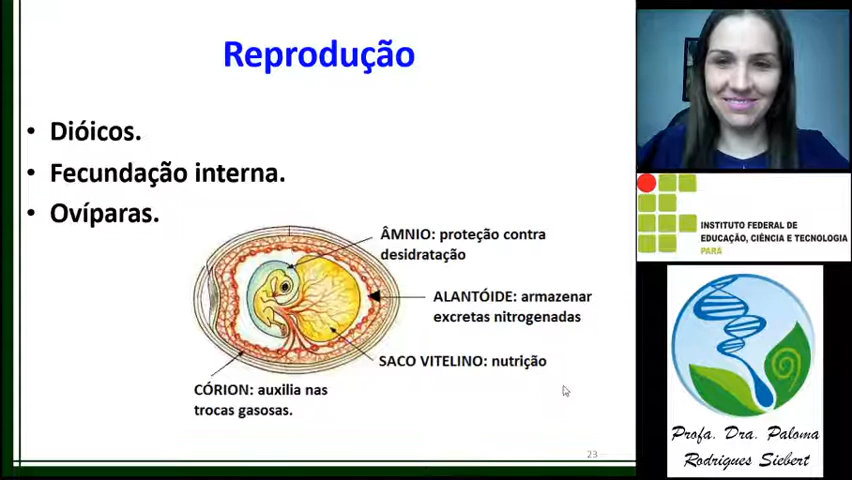 Reprodução
• Dióicos.
• Fecundação interna.
• Ovíparas.
ÂMNIO: proteção contra
desidratação
ALANTÓIDE: armazenar
excretas nitrogenadas
SACO VITELINO: nutrição
CÓRION: auxilia nas
trocas gasosas.
23
INSTITUTO FEDERAL DE
EDUCAÇÃO, CIÊNCIA E TECNOLOGIA
PARÁ
Profa. Dra. Paloma
Rodrigues Siebert